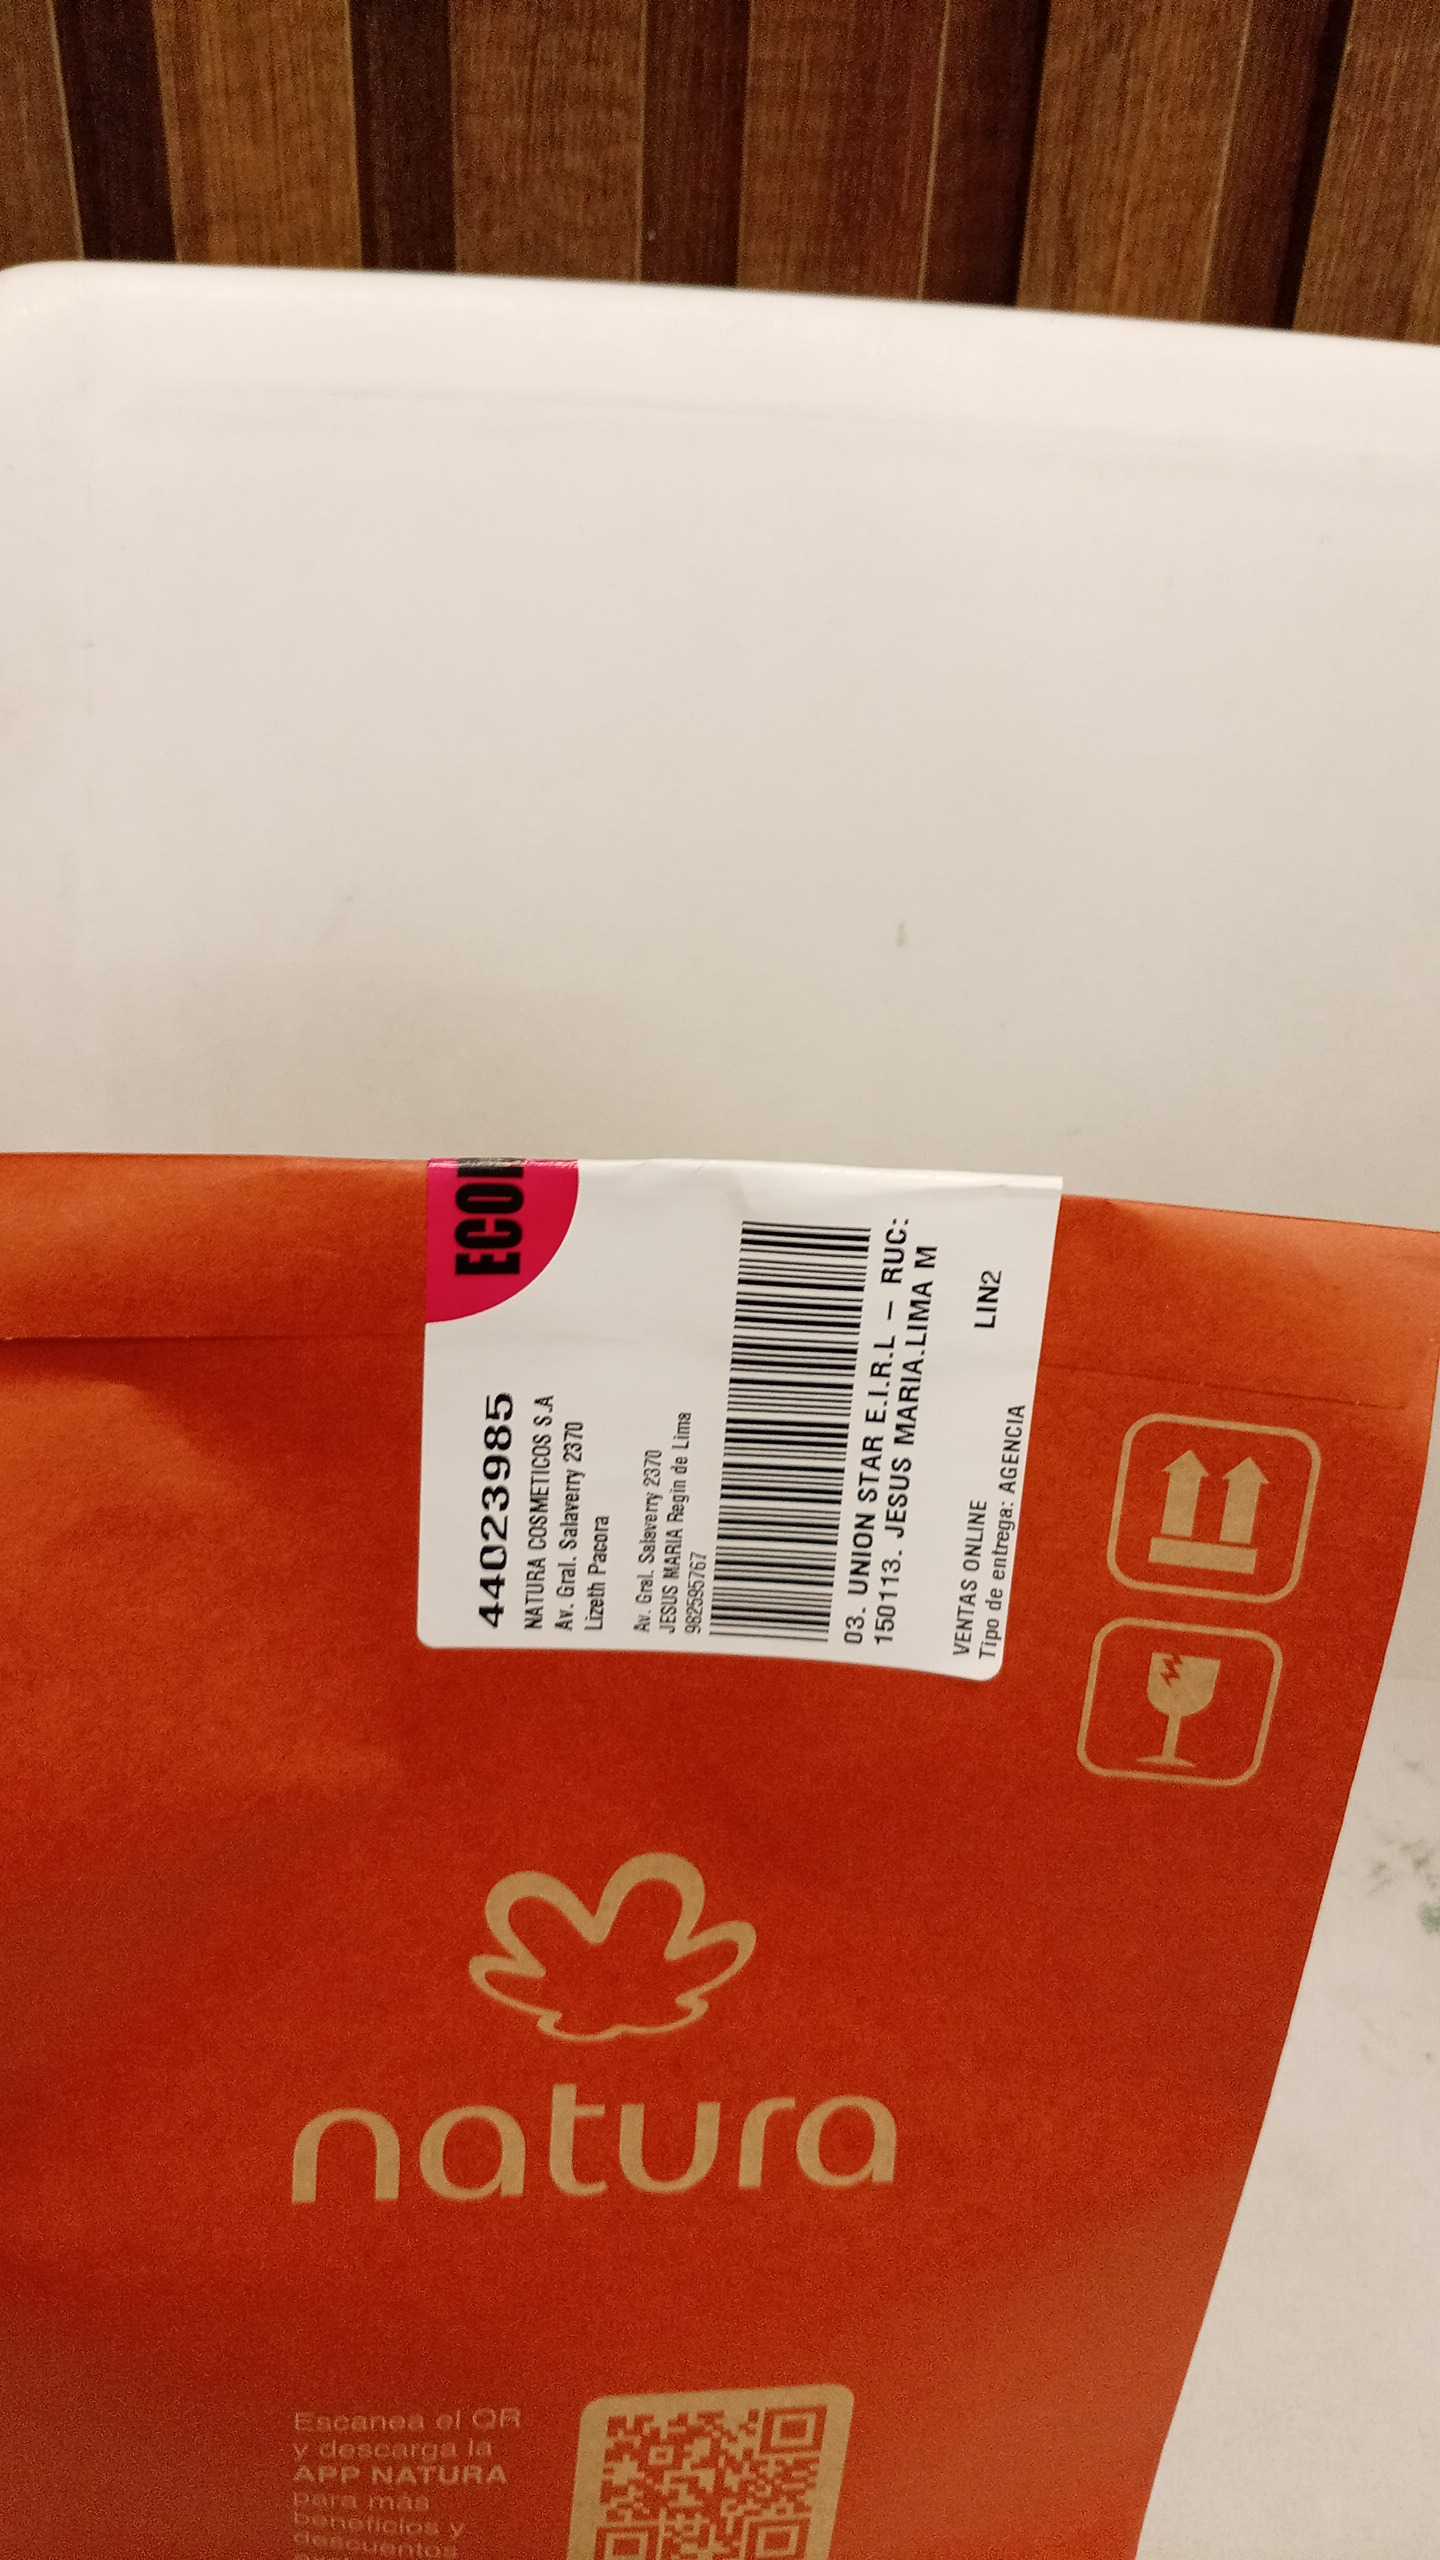 ECO
44023985
NATURA COSMETICOS S.A
Av. Gral. Salaverry 2370
Lizeth Pacora
Av. Gral. Salaverry 2370
JESUS MARIA Regin de Lima
982595767
03. UNION STAR E.I.R.L – RUC:
150113. JESUS MARIA.LIMA M
LIN2
VENTAS ONLINE
Tipo de entrega: AGENCIA
natura
Escanea el QR
y descarga la
APP NATURA
para más
beneficios y
descuentos